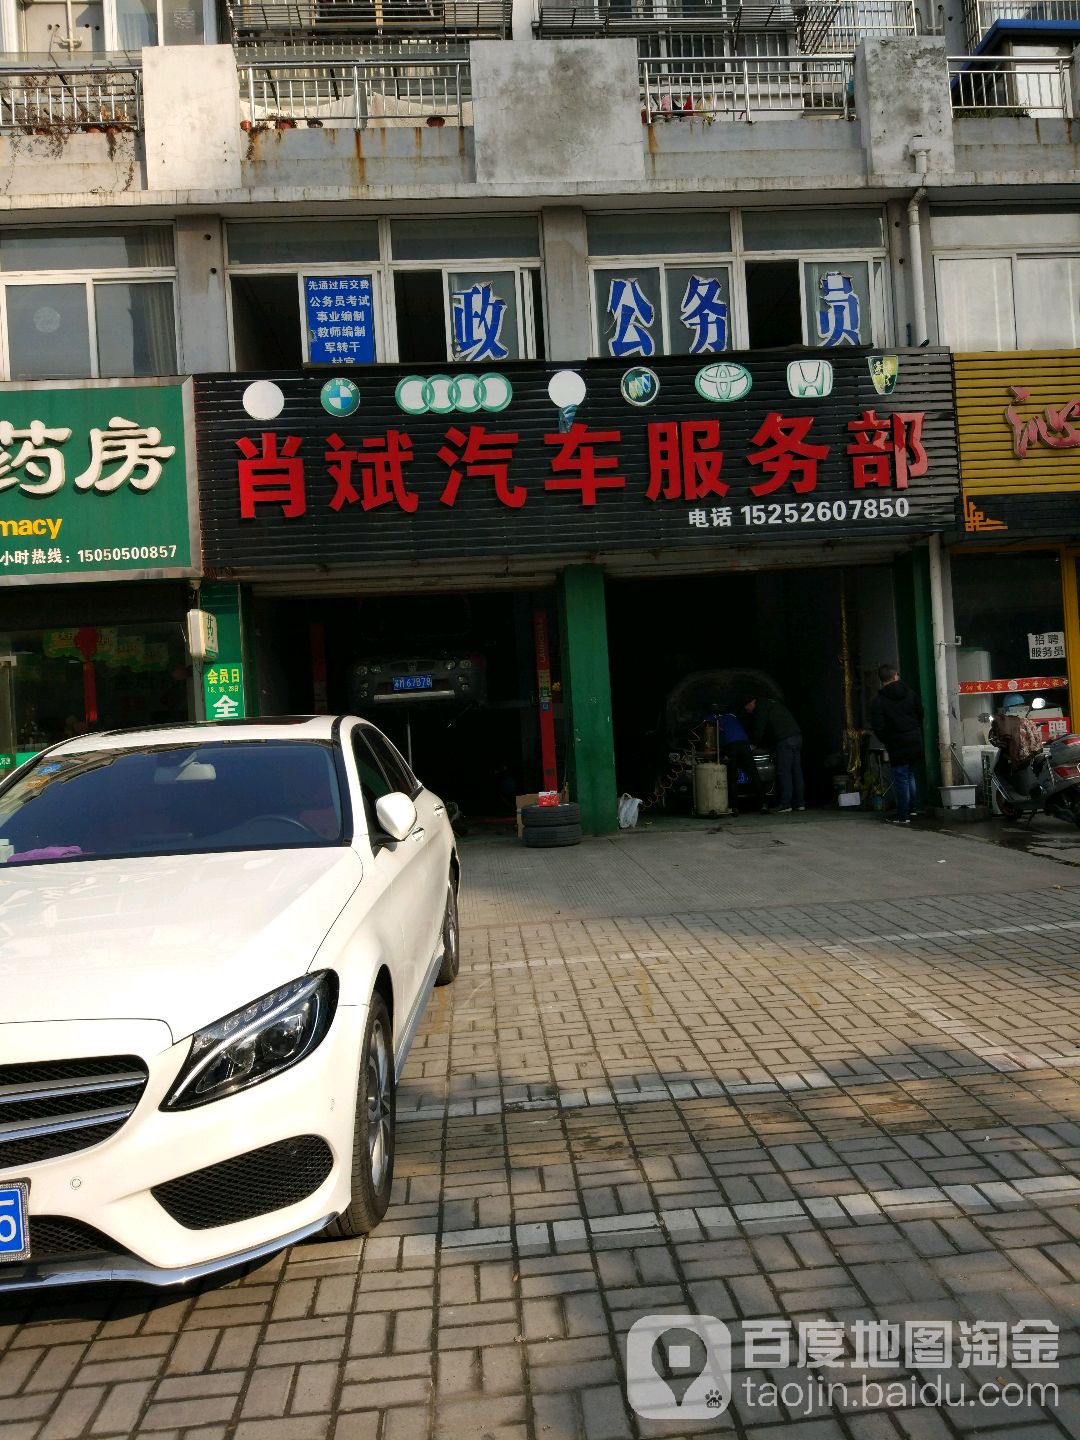 先通过后交费
公务员考试
事业编制
教师编制
军转干
村官
政 公务员
BMW
肖斌汽车服务部
电话 15252607850
药房
macy
小时热线：15050500857
会员日
全
招聘
服务员
百度地图淘金
taojin.baidu.com